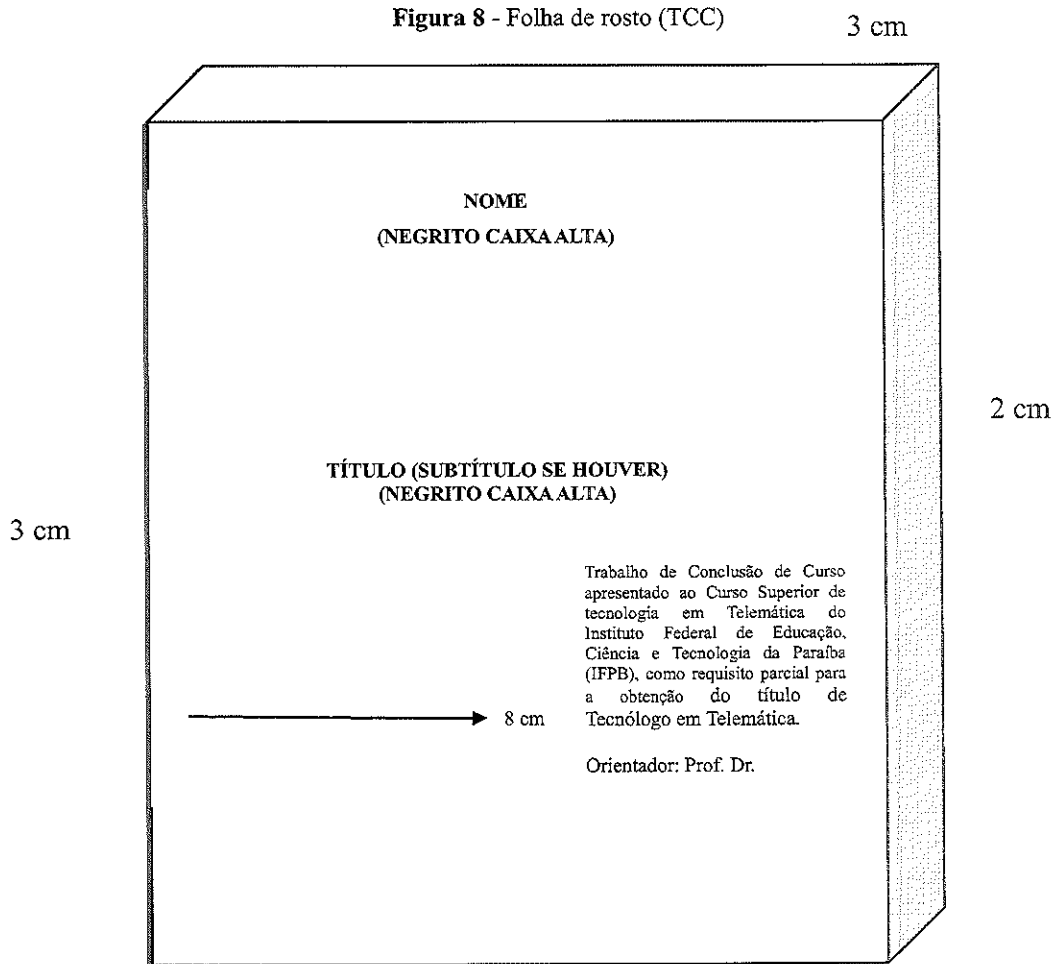 Figura 8 - Folha de rosto (TCC)
3 cm
NOME
(NEGRITO CAIXA ALTA)
2 cm
TÍTULO (SUBTÍTULO SE HOUVER)
(NEGRITO CAIXA ALTA)
3 cm
Trabalho de Conclusão de Curso
apresentado ao Curso Superior de
tecnologia em Telemática do
Instituto Federal de Educação,
Ciência e Tecnologia da Paraíba
(IFPB), como requisito parcial para
a obtenção do título de
Tecnólogo em Telemática.
8 cm
Orientador: Prof. Dr.